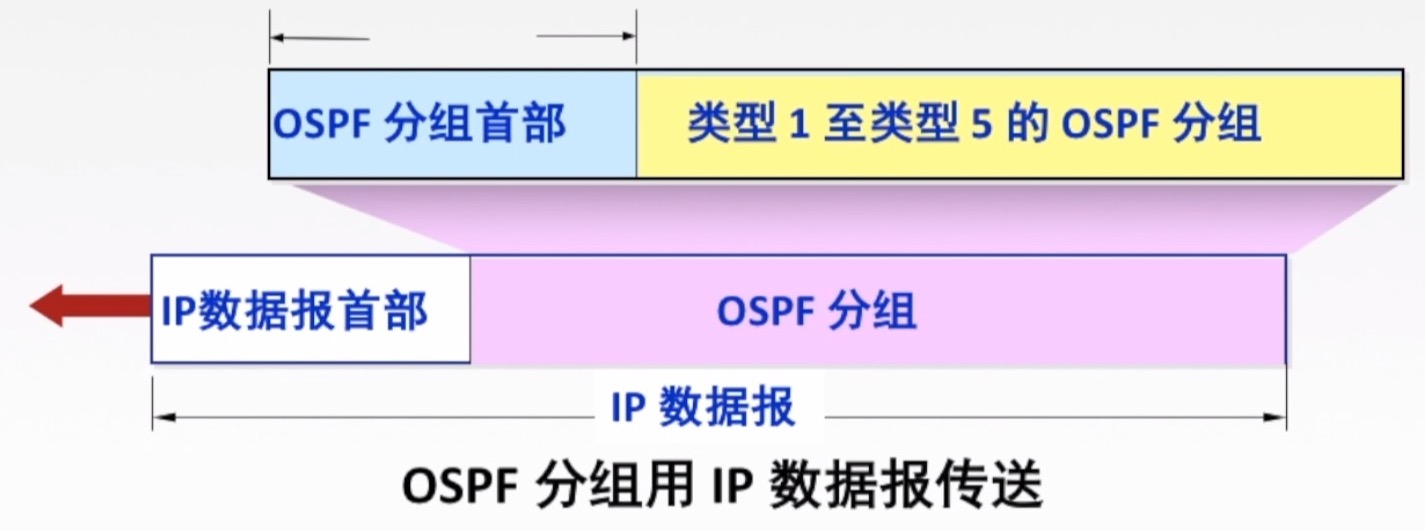 OSPF 分组首部
类型 1 至类型 5 的 OSPF 分组
IP数据报首部
OSPF 分组
IP 数据报
OSPF 分组用 IP 数据报传送